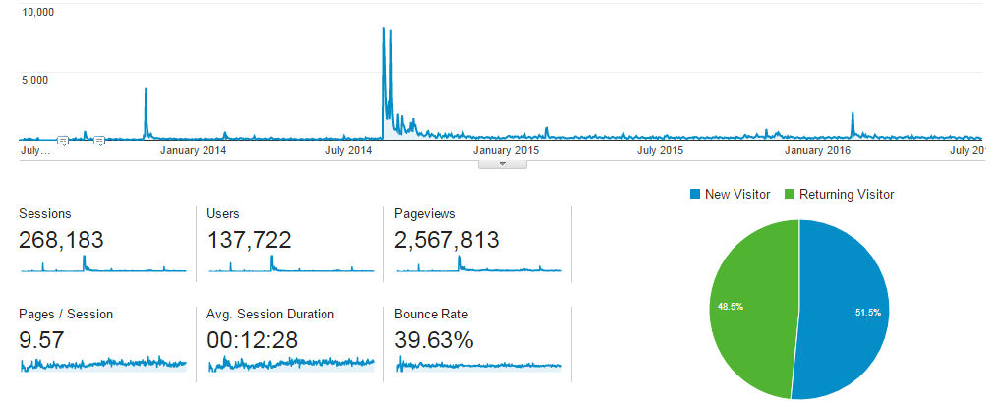 10,000
5,000
July…
January 2014
July 2014
January 2015
July 2015
January 2016
July 20
New Visitor
Returning Visitor
Sessions
Users
Pageviews
268,183
137,722
2,567,813
Pages / Session
Avg. Session Duration
Bounce Rate
9.57
00:12:28
39.63%
48.5%
51.5%